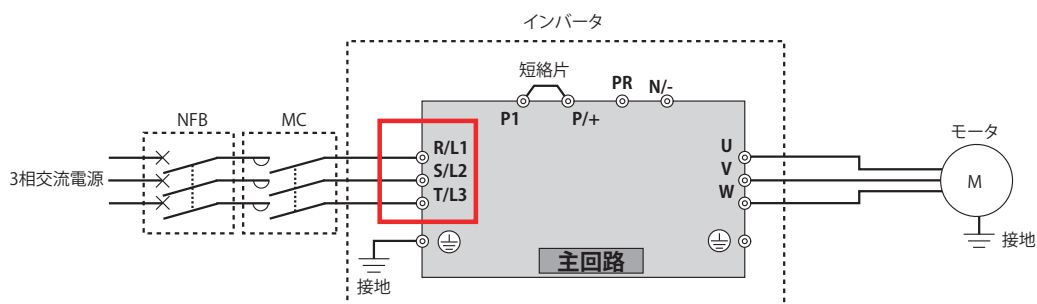 インバータ
短絡片
PR
N/-
P1
P/+
NFB
MC
R/L1
S/L2
T/L3
3相交流電源
U
V
W
モータ
M
接地
主回路
接地